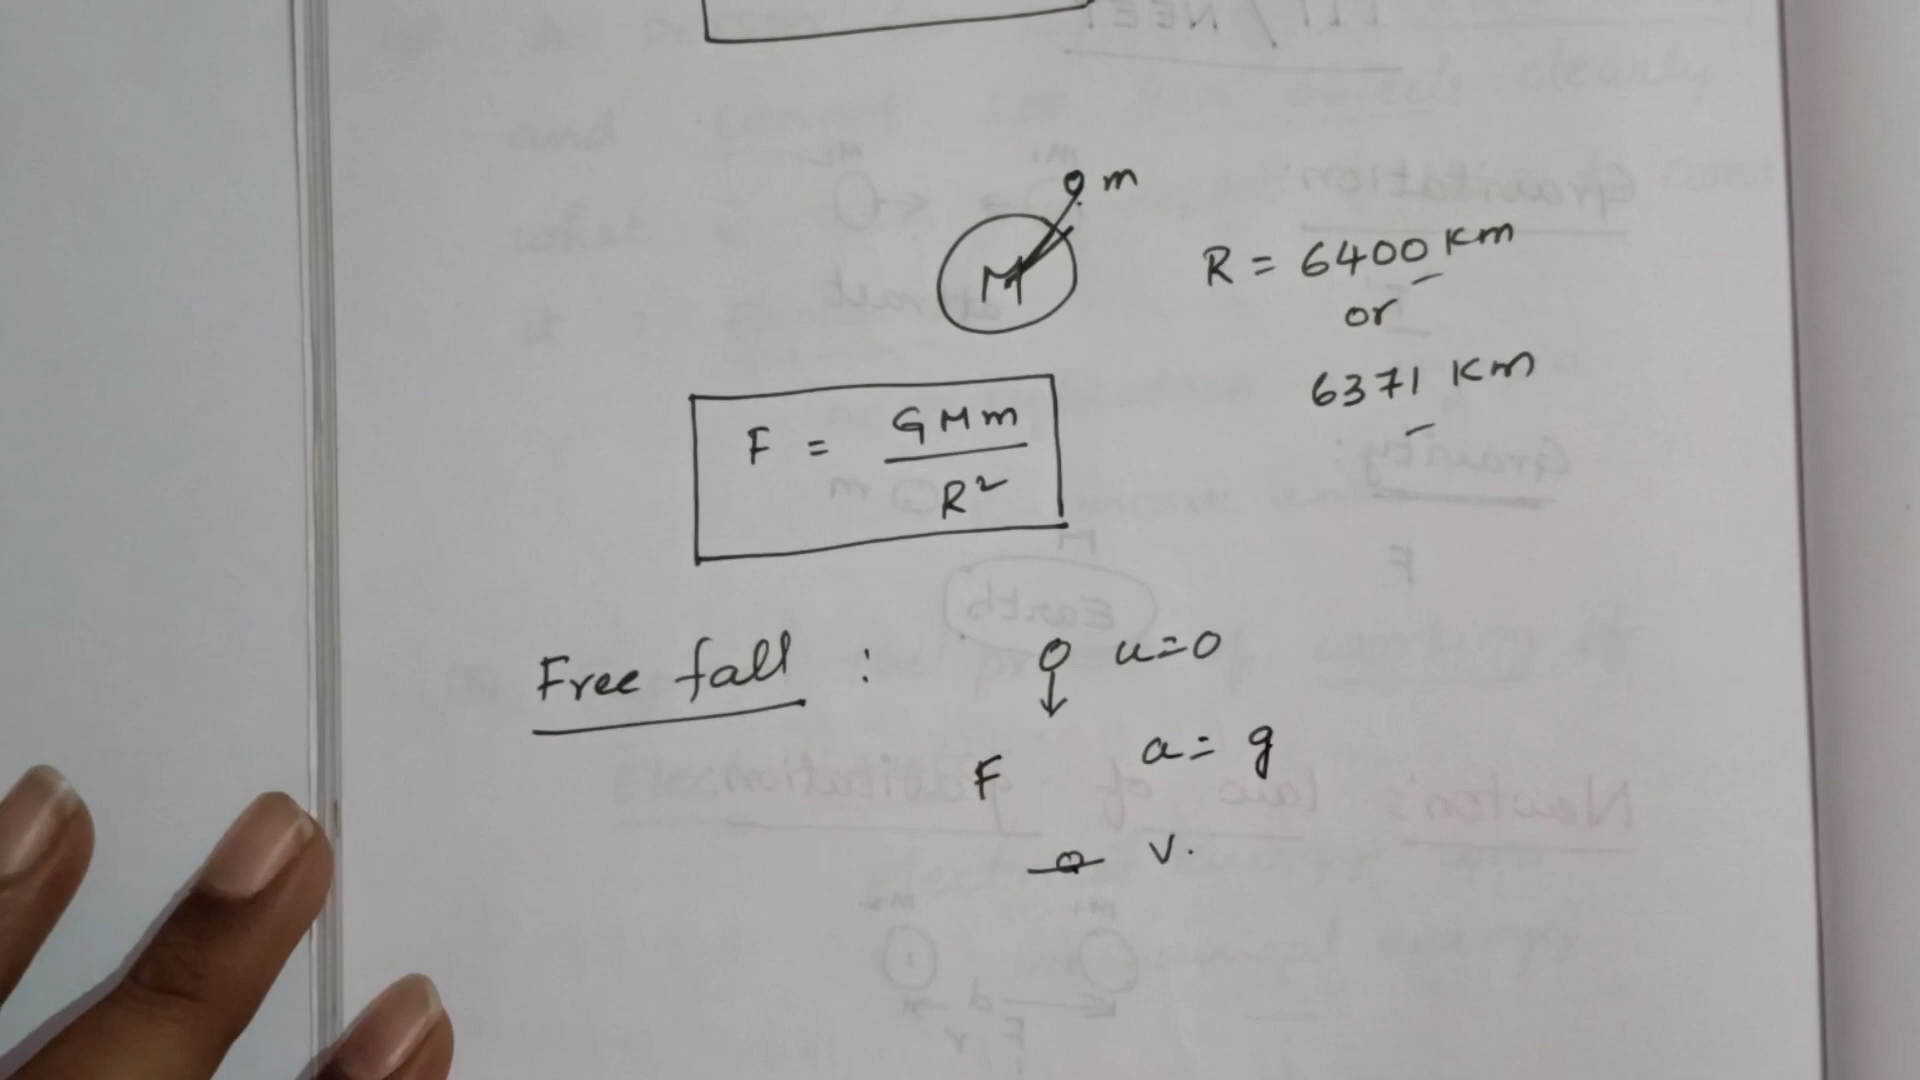 m
M
R = 6400 Km
or
6371 Km
F = GMm
R²
Free fall : u=0
a = g
F
v.